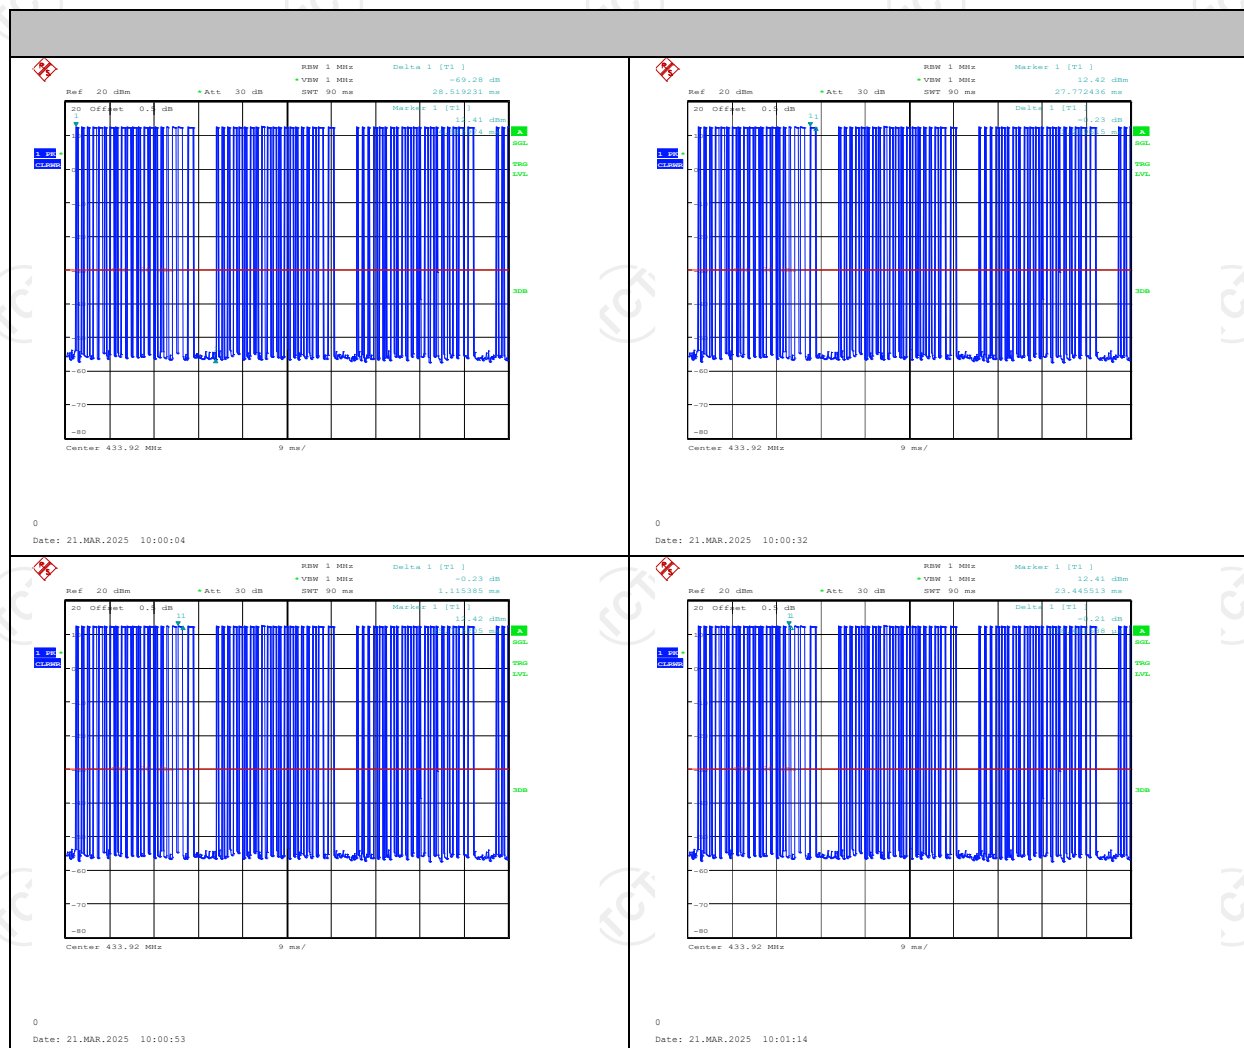 RBW 1 MHz Delta 1 [T1 ]
* VBW 1 MHz -69.28 dB
Ref 20 dBm * Att 30 dB SWT 90 ms 28.519231 ms
20 Offset 0.5 dB Marker 1 [T1 ]
1 12.41 dBm
A
SGL
1 PK *
CLRWR
TRG
LVL
3DB
-60
-70
-80
Center 433.92 MHz 9 ms/
0
Date: 21.MAR.2025 10:00:04
RBW 1 MHz Marker 1 [T1 ]
* VBW 1 MHz 12.42 dBm
Ref 20 dBm * Att 30 dB SWT 90 ms 27.772436 ms
20 Offset 0.5 dB Delta 1 [T1 ]
11 -0.23 dB
A
SGL
1 PK *
CLRWR
TRG
LVL
3DB
-60
-70
-80
Center 433.92 MHz 9 ms/
0
Date: 21.MAR.2025 10:00:32
RBW 1 MHz Delta 1 [T1 ]
* VBW 1 MHz -0.23 dB
Ref 20 dBm * Att 30 dB SWT 90 ms 1.115385 ms
20 Offset 0.5 dB Marker 1 [T1 ]
11 12.42 dBm
A
SGL
1 PK *
CLRWR
TRG
LVL
3DB
-60
-70
-80
Center 433.92 MHz 9 ms/
0
Date: 21.MAR.2025 10:00:53
RBW 1 MHz Marker 1 [T1 ]
* VBW 1 MHz 12.41 dBm
Ref 20 dBm * Att 30 dB SWT 90 ms 23.445513 ms
20 Offset 0.5 dB Delta 1 [T1 ]
-0.21 dB
A
SGL
1 PK *
CLRWR
TRG
LVL
3DB
-60
-70
-80
Center 433.92 MHz 9 ms/
0
Date: 21.MAR.2025 10:01:14